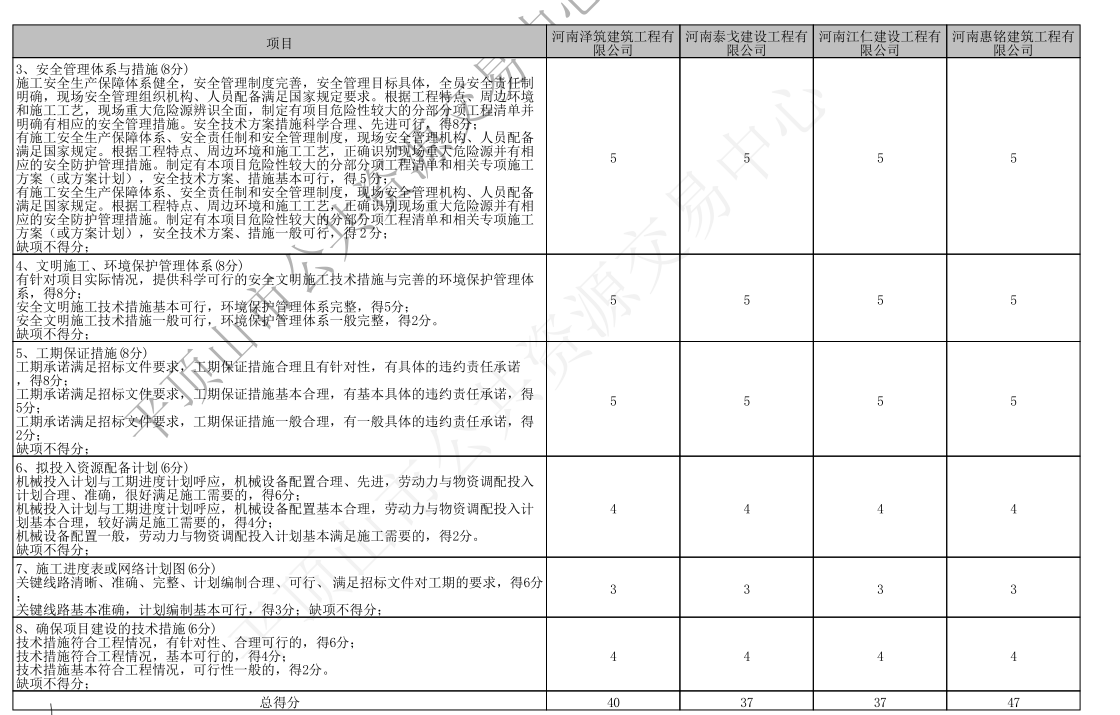 项目
河南泽筑建筑工程有
限公司
河南泰戈建设工程有
限公司
河南江仁建设工程有
限公司
河南惠铭建筑工程有
限公司
3、安全管理体系与措施(8分)
施工安全生产保障体系健全，安全管理制度完善，安全管理目标具体，全员安全责任制
明确，现场安全管理组织机构、人员配备满足国家规定要求。根据工程特点、周边环境
和施工工艺，现场重大危险源辨识全面，制定有项目危险性较大的分部分项工程清单并
明确有相应的安全管理措施。安全技术方案措施科学合理、先进可行，得8分；
有施工安全生产保障体系、安全责任制和安全管理制度，现场安全管理机构、人员配备
满足国家规定。根据工程特点、周边环境和施工工艺，正确识别现场重大危险源并有相
应的安全防护管理措施。制定有本项目危险性较大的分部分项工程清单和相关专项施工
方案（或方案计划），安全技术方案、措施基本可行，得5分；
有施工安全生产保障体系、安全责任制和安全管理制度，现场安全管理机构、人员配备
满足国家规定。根据工程特点、周边环境和施工工艺，正确识别现场重大危险源并有相
应的安全防护管理措施。制定有本项目危险性较大的分部分项工程清单和相关专项施工
方案（或方案计划），安全技术方案、措施一般可行，得2分；
缺项不得分；
5
5
5
5
4、文明施工、环境保护管理体系(8分)
有针对项目实际情况，提供科学可行的安全文明施工技术措施与完善的环境保护管理体
系，得8分；
安全文明施工技术措施基本可行，环境保护管理体系完整，得5分；
安全文明施工技术措施一般可行，环境保护管理体系一般完整，得2分。
缺项不得分；
5
5
5
5
5、工期保证措施(8分)
工期承诺满足招标文件要求，工期保证措施合理且有针对性，有具体的违约责任承诺
，得8分；
工期承诺满足招标文件要求，工期保证措施基本合理，有基本具体的违约责任承诺，得
5分；
工期承诺满足招标文件要求，工期保证措施一般合理，有一般具体的违约责任承诺，得
2分；
缺项不得分；
5
5
5
5
6、拟投入资源配备计划(6分)
机械投入计划与工期进度计划呼应，机械设备配置合理、先进，劳动力与物资调配投入
计划合理、准确，很好满足施工需要的，得6分；
机械投入计划与工期进度计划呼应，机械设备配置基本合理，劳动力与物资调配投入计
划基本合理，较好满足施工需要的，得4分；
机械设备配置一般，劳动力与物资调配投入计划基本满足施工需要的，得2分。
缺项不得分；
4
4
4
4
7、施工进度表或网络计划图(6分)
关键线路清晰、准确、完整、计划编制合理、可行、满足招标文件对工期的要求，得6分
；
关键线路基本准确，计划编制基本可行，得3分；缺项不得分；
3
3
3
3
8、确保项目建设的技术措施(6分)
技术措施符合工程情况，有针对性、合理可行的，得6分；
技术措施符合工程情况，基本可行的，得4分；
技术措施基本符合工程情况，可行性一般的，得2分。
缺项不得分；
4
4
4
4
总得分
40
37
37
47
平顶山市公共资源交易中心
平顶山市公共资源交易中心